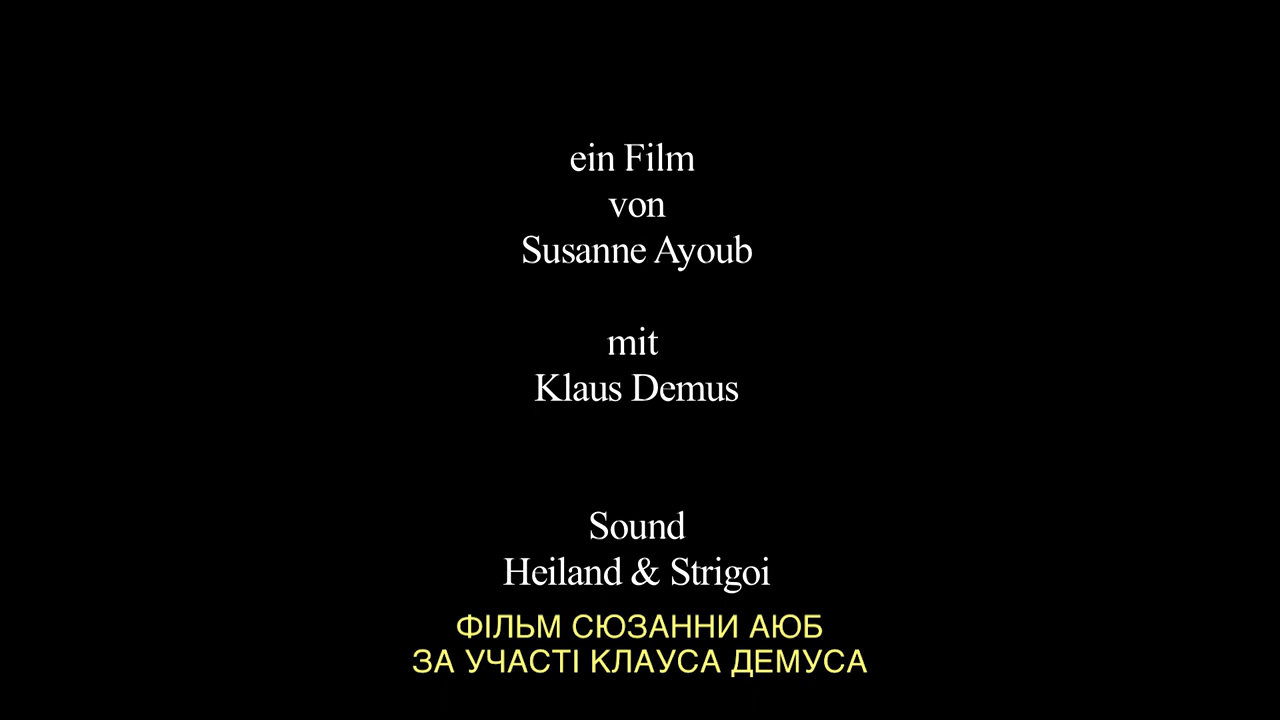 ein Film
von
Susanne Ayoub
mit
Klaus Demus
Sound
Heiland & Strigoi
ФІЛЬМ СЮЗАННИ АЮБ
ЗА УЧАСТІ КЛАУСА ДЕМУСА